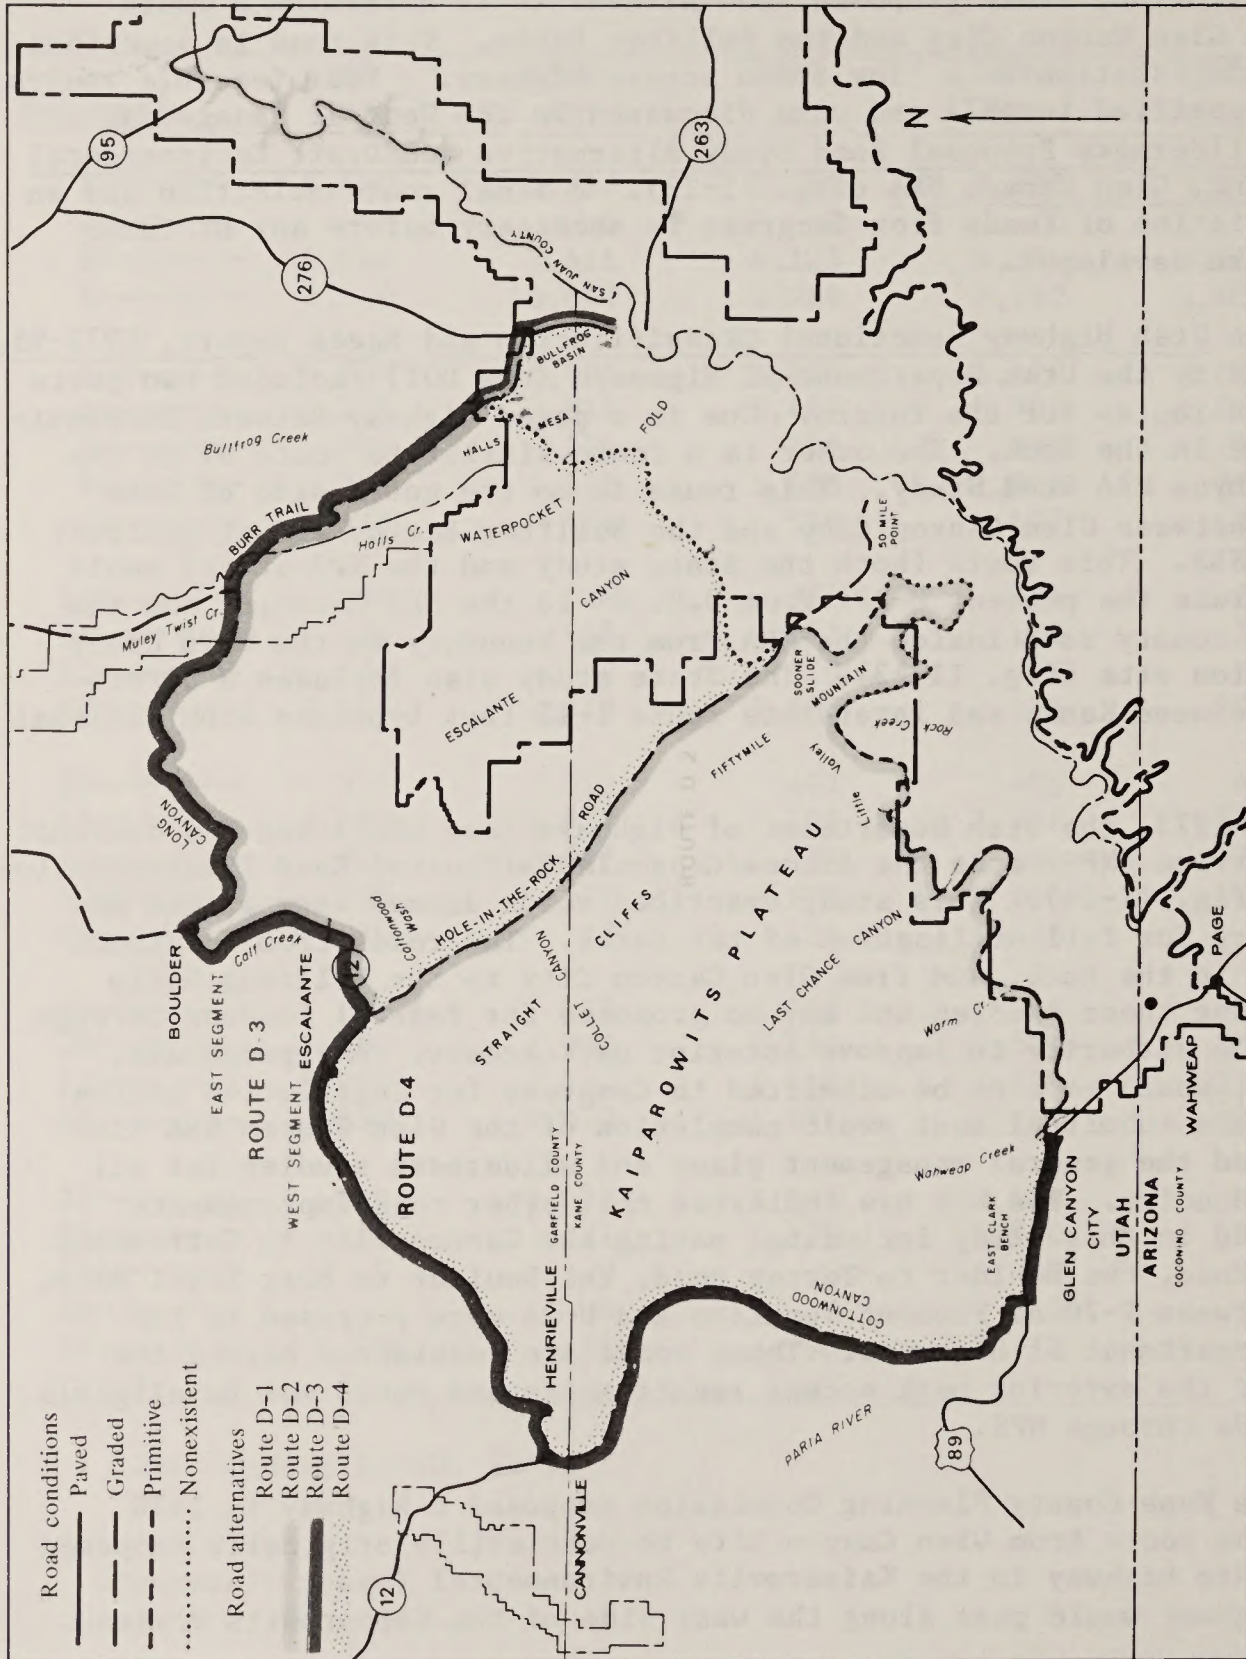 Road conditions
Paved
Graded
Primitive
Nonexistent
Road alternatives
Route D-1
Route D-2
Route D-3
Route D-4
95
276
263
N
SAN JUAN COUNTY
BULLFROG
BASIN
Bullfrog Creek
HALLS
MESA
FOLD
BURR TRAIL
Halls Cr.
WATERPOCKET
Muley Twist Cr.
CANYON
50 MILE
POINT
ESCALANTE
SOONER
SLIDE
MOUNTAIN
FIFTYMILE
Rock Creek
Little
Valley
LONG
CANYON
BOULDER
Calf Creek
EAST SEGMENT
ROUTE D-3
WEST SEGMENT
ESCALANTE
12
Cottonwood
Wash
HOLE-IN-THE-ROCK
ROAD
STRAIGHT
CLIFFS
CANYON
COLLET
KAIPAROWITS PLATEAU
LAST CHANCE CANYON
Warm Cr.
ROUTE D-4
PAGE
WAHWEAP
Wahweap Creek
GARFIELD COUNTY
KANE COUNTY
HENRIEVILLE
EAST CLARK
BENCH
GLEN CANYON
CITY
UTAH
ARIZONA
COCONINO COUNTY
COTTONWOOD
CANYON
PARIA RIVER
89
CANNONVILLE
12